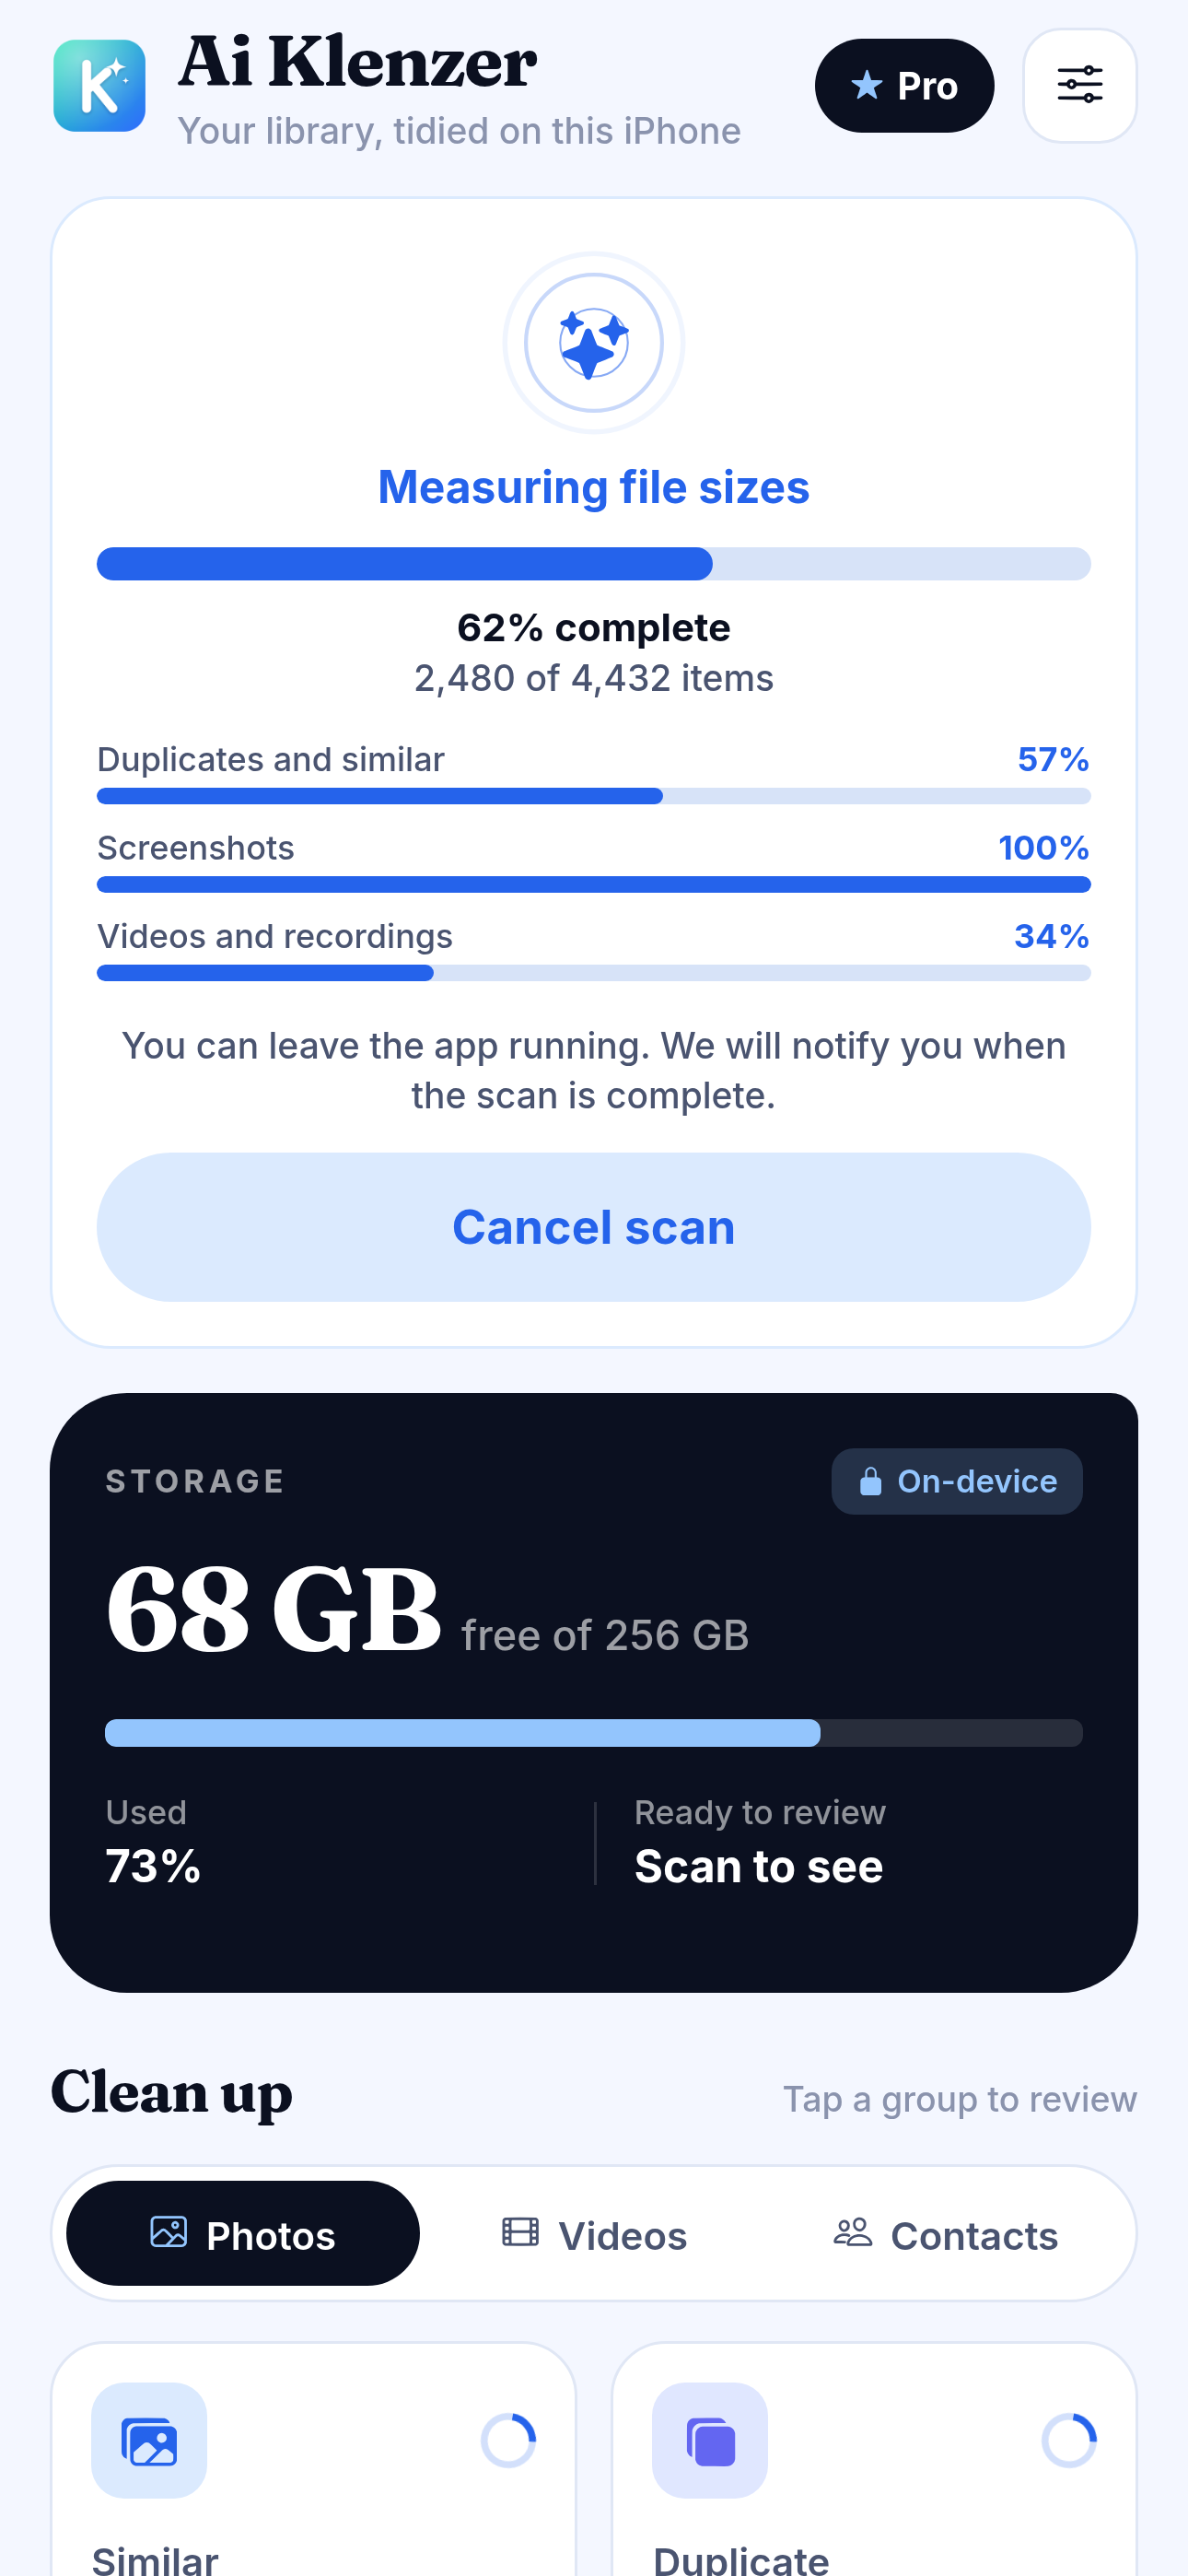 Ai Klenzer
Your library, tidied on this iPhone
Pro
Measuring file sizes
62% complete
2,480 of 4,432 items
Duplicates and similar 57%
Screenshots 100%
Videos and recordings 34%
You can leave the app running. We will notify you when
the scan is complete.
Cancel scan
STORAGE On-device
68 GB free of 256 GB
Used Ready to review
73% Scan to see
Clean up Tap a group to review
Photos Videos Contacts
Similar Duplicate